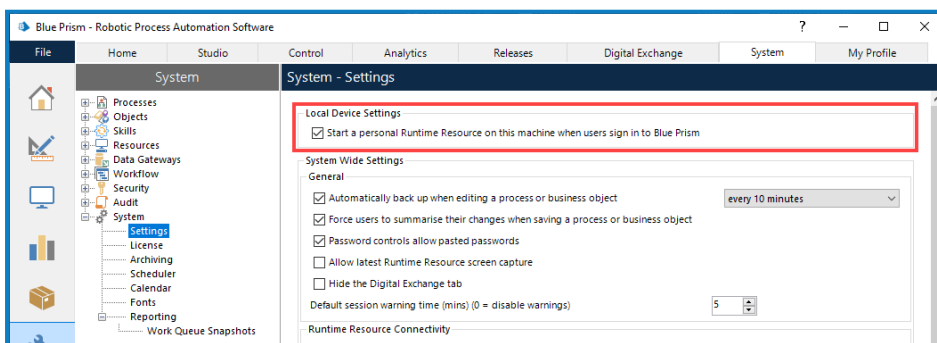 Blue Prism - Robotic Process Automation Software
?
File Home Studio Control Analytics Releases Digital Exchange System My Profile
System
System - Settings
Processes
Objects
Skills
Resources
Data Gateways
Workflow
Security
Audit
System
Settings
License
Archiving
Scheduler
Calendar
Fonts
Reporting
Work Queue Snapshots
Local Device Settings
Start a personal Runtime Resource on this machine when users sign in to Blue Prism
System Wide Settings
General
Automatically back up when editing a process or business object every 10 minutes
Force users to summarise their changes when saving a process or business object
Password controls allow pasted passwords
Allow latest Runtime Resource screen capture
Hide the Digital Exchange tab
Default session warning time (mins) (0 = disable warnings) 5
Runtime Resource Connectivity